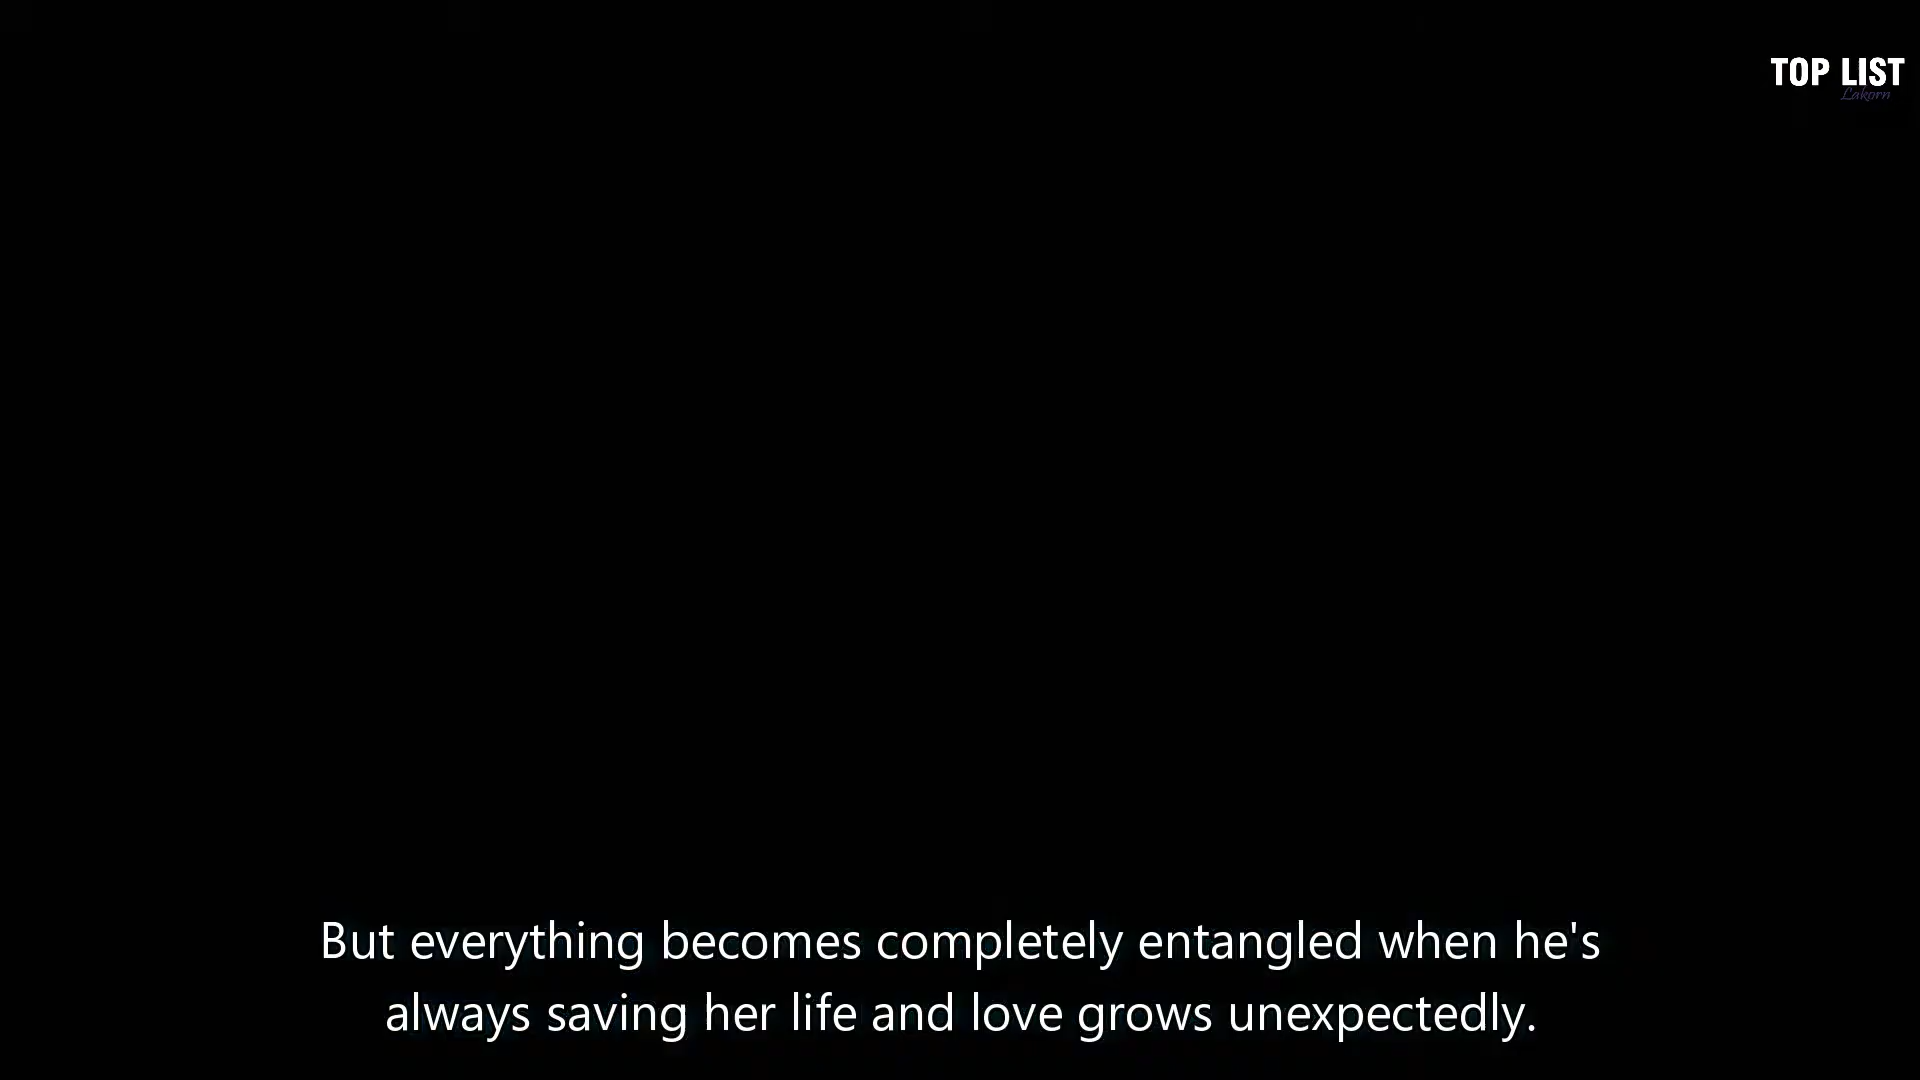 TOP LIST
Lakorn
But everything becomes completely entangled when he's
always saving her life and love grows unexpectedly.